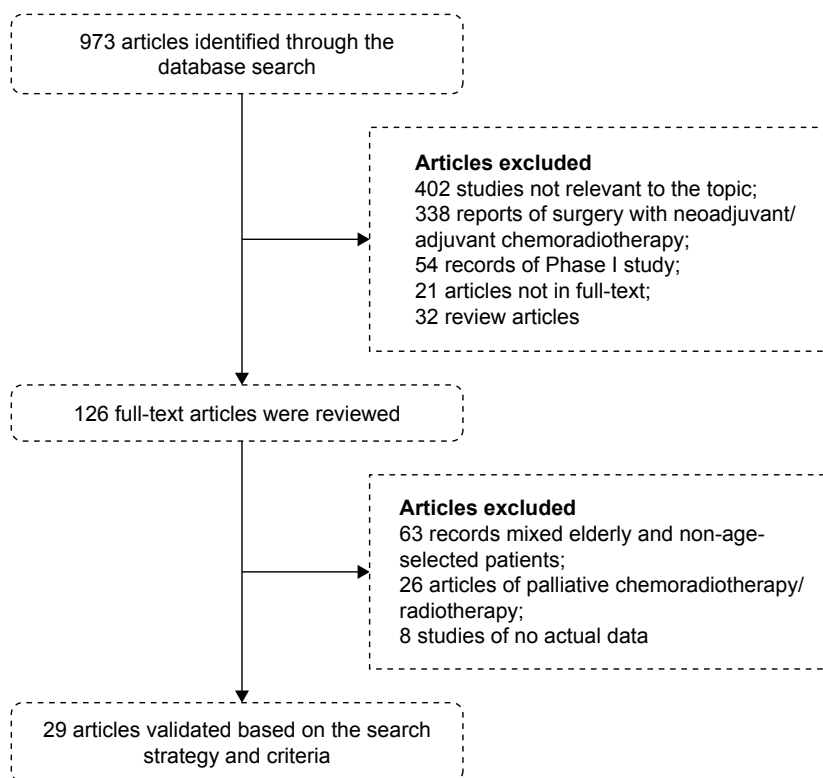 973 articles identified through the
database search
Articles excluded
402 studies not relevant to the topic;
338 reports of surgery with neoadjuvant/
adjuvant chemoradiotherapy;
54 records of Phase I study;
21 articles not in full-text;
32 review articles
126 full-text articles were reviewed
Articles excluded
63 records mixed elderly and non-age-
selected patients;
26 articles of palliative chemoradiotherapy/
radiotherapy;
8 studies of no actual data
29 articles validated based on the search
strategy and criteria